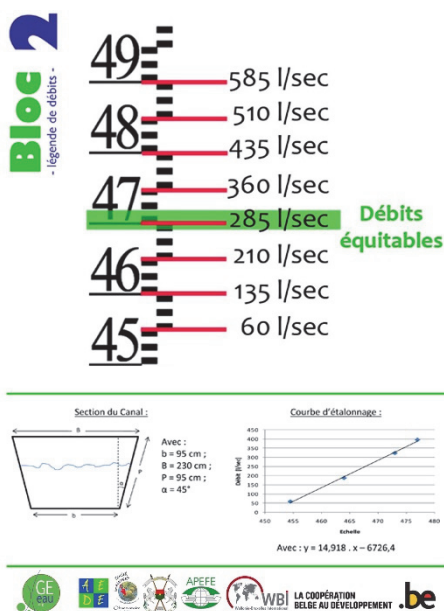 Bloc 2
- légende de débits -
49
585 l/sec
510 l/sec
48
435 l/sec
360 l/sec
47
285 l/sec
Débits
équitables
210 l/sec
46
135 l/sec
60 l/sec
45
Section du Canal :
B
P
b
Avec :
b = 95 cm ;
B = 230 cm ;
P = 95 cm ;
α = 45°
Courbe d'étalonnage :
Débit [l/sec]
450
400
350
300
250
200
150
100
50
0
450 455 460 465 470 475 480
Echelle
Avec : y = 14,918 . x – 6726,4
GE
eau
A E
D E
APEFE
WBI
LA COOPÉRATION
BELGE AU DÉVELOPPEMENT
.be